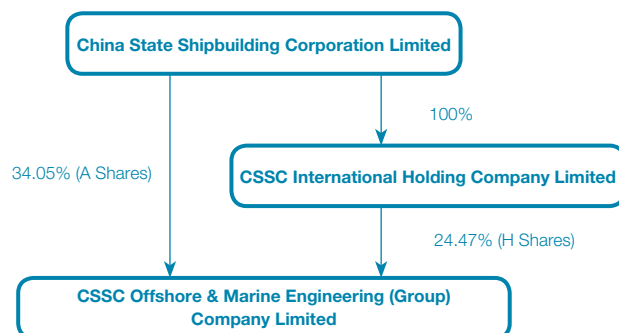 China State Shipbuilding Corporation Limited
100%
34.05% (A Shares)
CSSC International Holding Company Limited
24.47% (H Shares)
CSSC Offshore & Marine Engineering (Group)
Company Limited